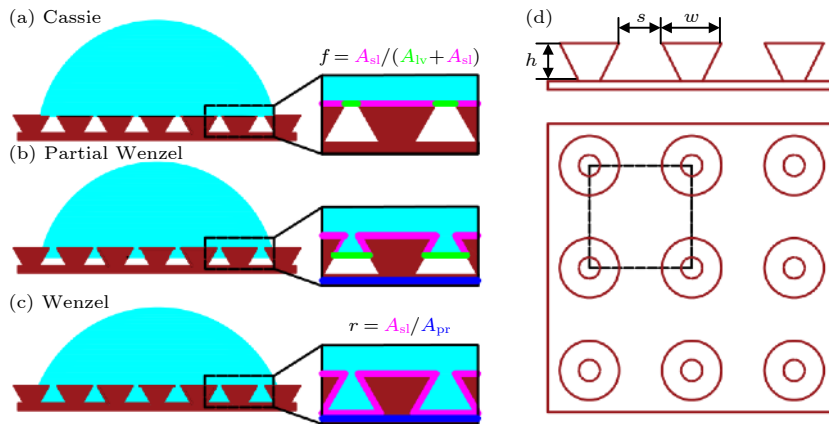 (a) Cassie
f = Asl/(Alv+Asl)
(b) Partial Wenzel
(c) Wenzel
r = Asl/Apr
(d)
s
w
h